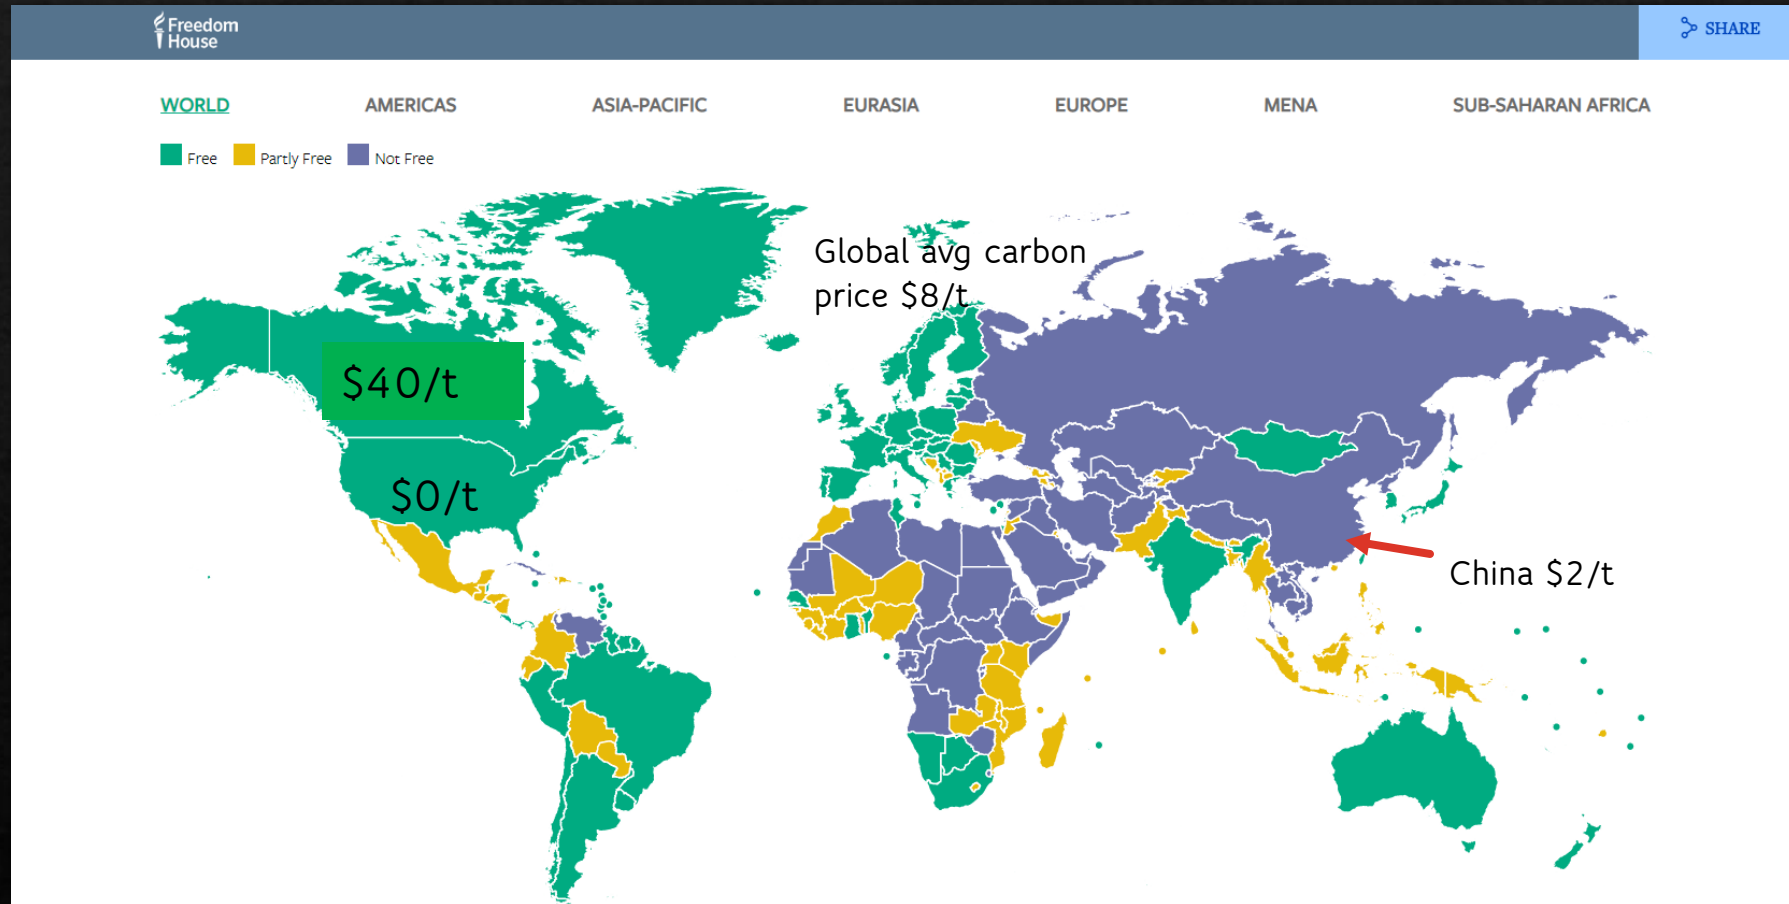 Freedom
House
SHARE
WORLD AMERICAS ASIA-PACIFIC EURASIA EUROPE MENA SUB-SAHARAN AFRICA
Free Partly Free Not Free
Global avg carbon
price $8/t
$40/t
$0/t
China $2/t